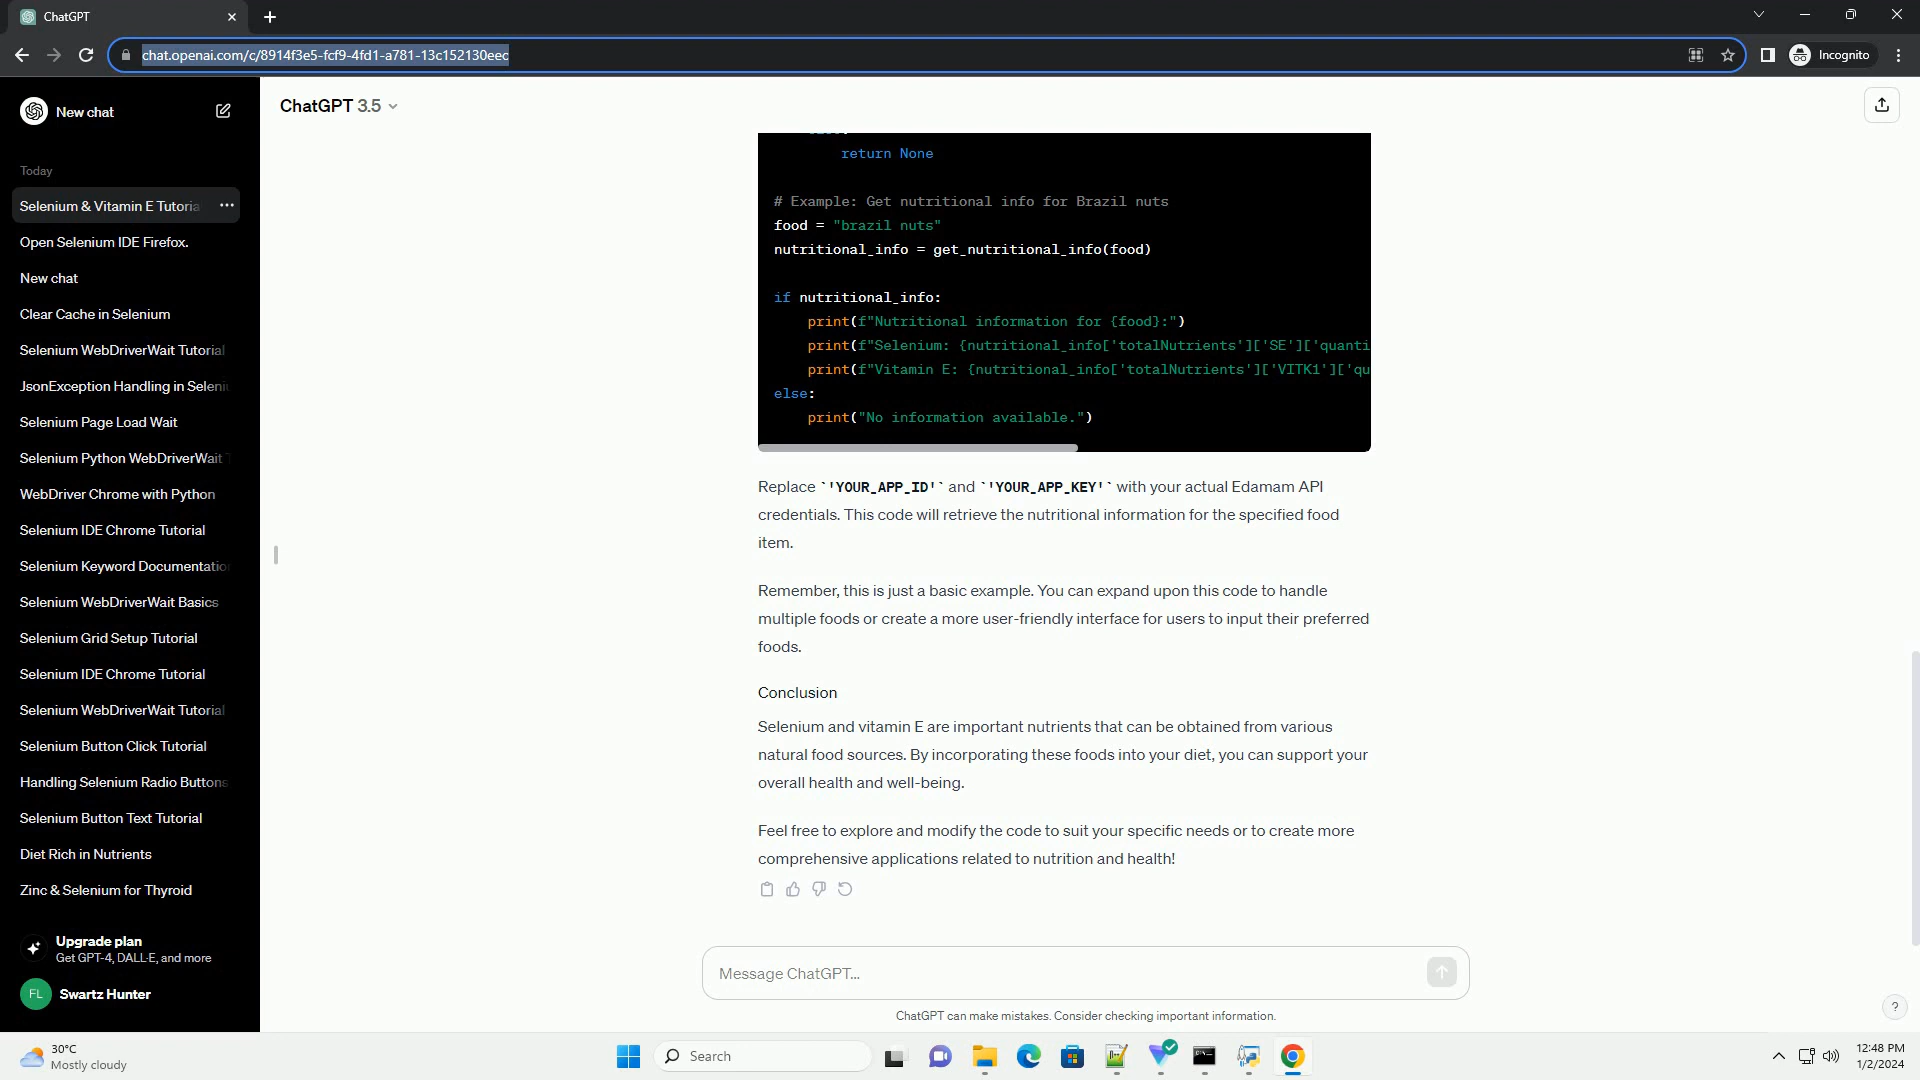 ChatGPT
chat.openai.com/c/8914f3e5-fcf9-4fd1-a781-13c152130eec
Incognito
New chat
Today
Selenium & Vitamin E Tutoria
Open Selenium IDE Firefox.
New chat
Clear Cache in Selenium
Selenium WebDriverWait Tutorial
JsonException Handling in Seleniu
Selenium Page Load Wait
Selenium Python WebDriverWait T
WebDriver Chrome with Python
Selenium IDE Chrome Tutorial
Selenium Keyword Documentatio
Selenium WebDriverWait Basics
Selenium Grid Setup Tutorial
Selenium IDE Chrome Tutorial
Selenium WebDriverWait Tutorial
Selenium Button Click Tutorial
Handling Selenium Radio Buttons
Selenium Button Text Tutorial
Diet Rich in Nutrients
Zinc & Selenium for Thyroid
Upgrade plan
Get GPT-4, DALL·E, and more
FL
Swartz Hunter
ChatGPT 3.5
return None
# Example: Get nutritional info for Brazil nuts
food = "brazil nuts"
nutritional_info = get_nutritional_info(food)
if nutritional_info:
print(f"Nutritional information for {food}:")
print(f"Selenium: {nutritional_info['totalNutrients']['SE']['quanti
print(f"Vitamin E: {nutritional_info['totalNutrients']['VITK1']['qu
else:
print("No information available.")
Replace `'YOUR_APP_ID'` and `'YOUR_APP_KEY'` with your actual Edamam API
credentials. This code will retrieve the nutritional information for the specified food
item.
Remember, this is just a basic example. You can expand upon this code to handle
multiple foods or create a more user-friendly interface for users to input their preferred
foods.
Conclusion
Selenium and vitamin E are important nutrients that can be obtained from various
natural food sources. By incorporating these foods into your diet, you can support your
overall health and well-being.
Feel free to explore and modify the code to suit your specific needs or to create more
comprehensive applications related to nutrition and health!
Message ChatGPT...
ChatGPT can make mistakes. Consider checking important information.
?
30°C
Mostly cloudy
Search
12:48 PM
1/2/2024